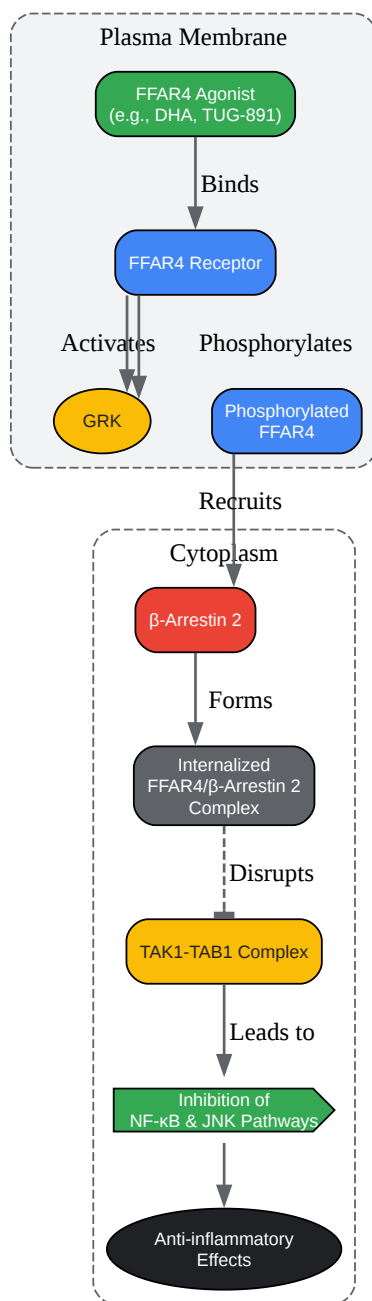 Plasma Membrane
FFAR4 Agonist
(e.g., DHA, TUG-891)
Binds
FFAR4 Receptor
Activates
Phosphorylates
GRK
Phosphorylated
FFAR4
Recruits
Cytoplasm
β-Arrestin 2
Forms
Internalized
FFAR4/β-Arrestin 2
Complex
Disrupts
TAK1-TAB1 Complex
Leads to
Inhibition of
NF-κB & JNK Pathways
Anti-inflammatory
Effects